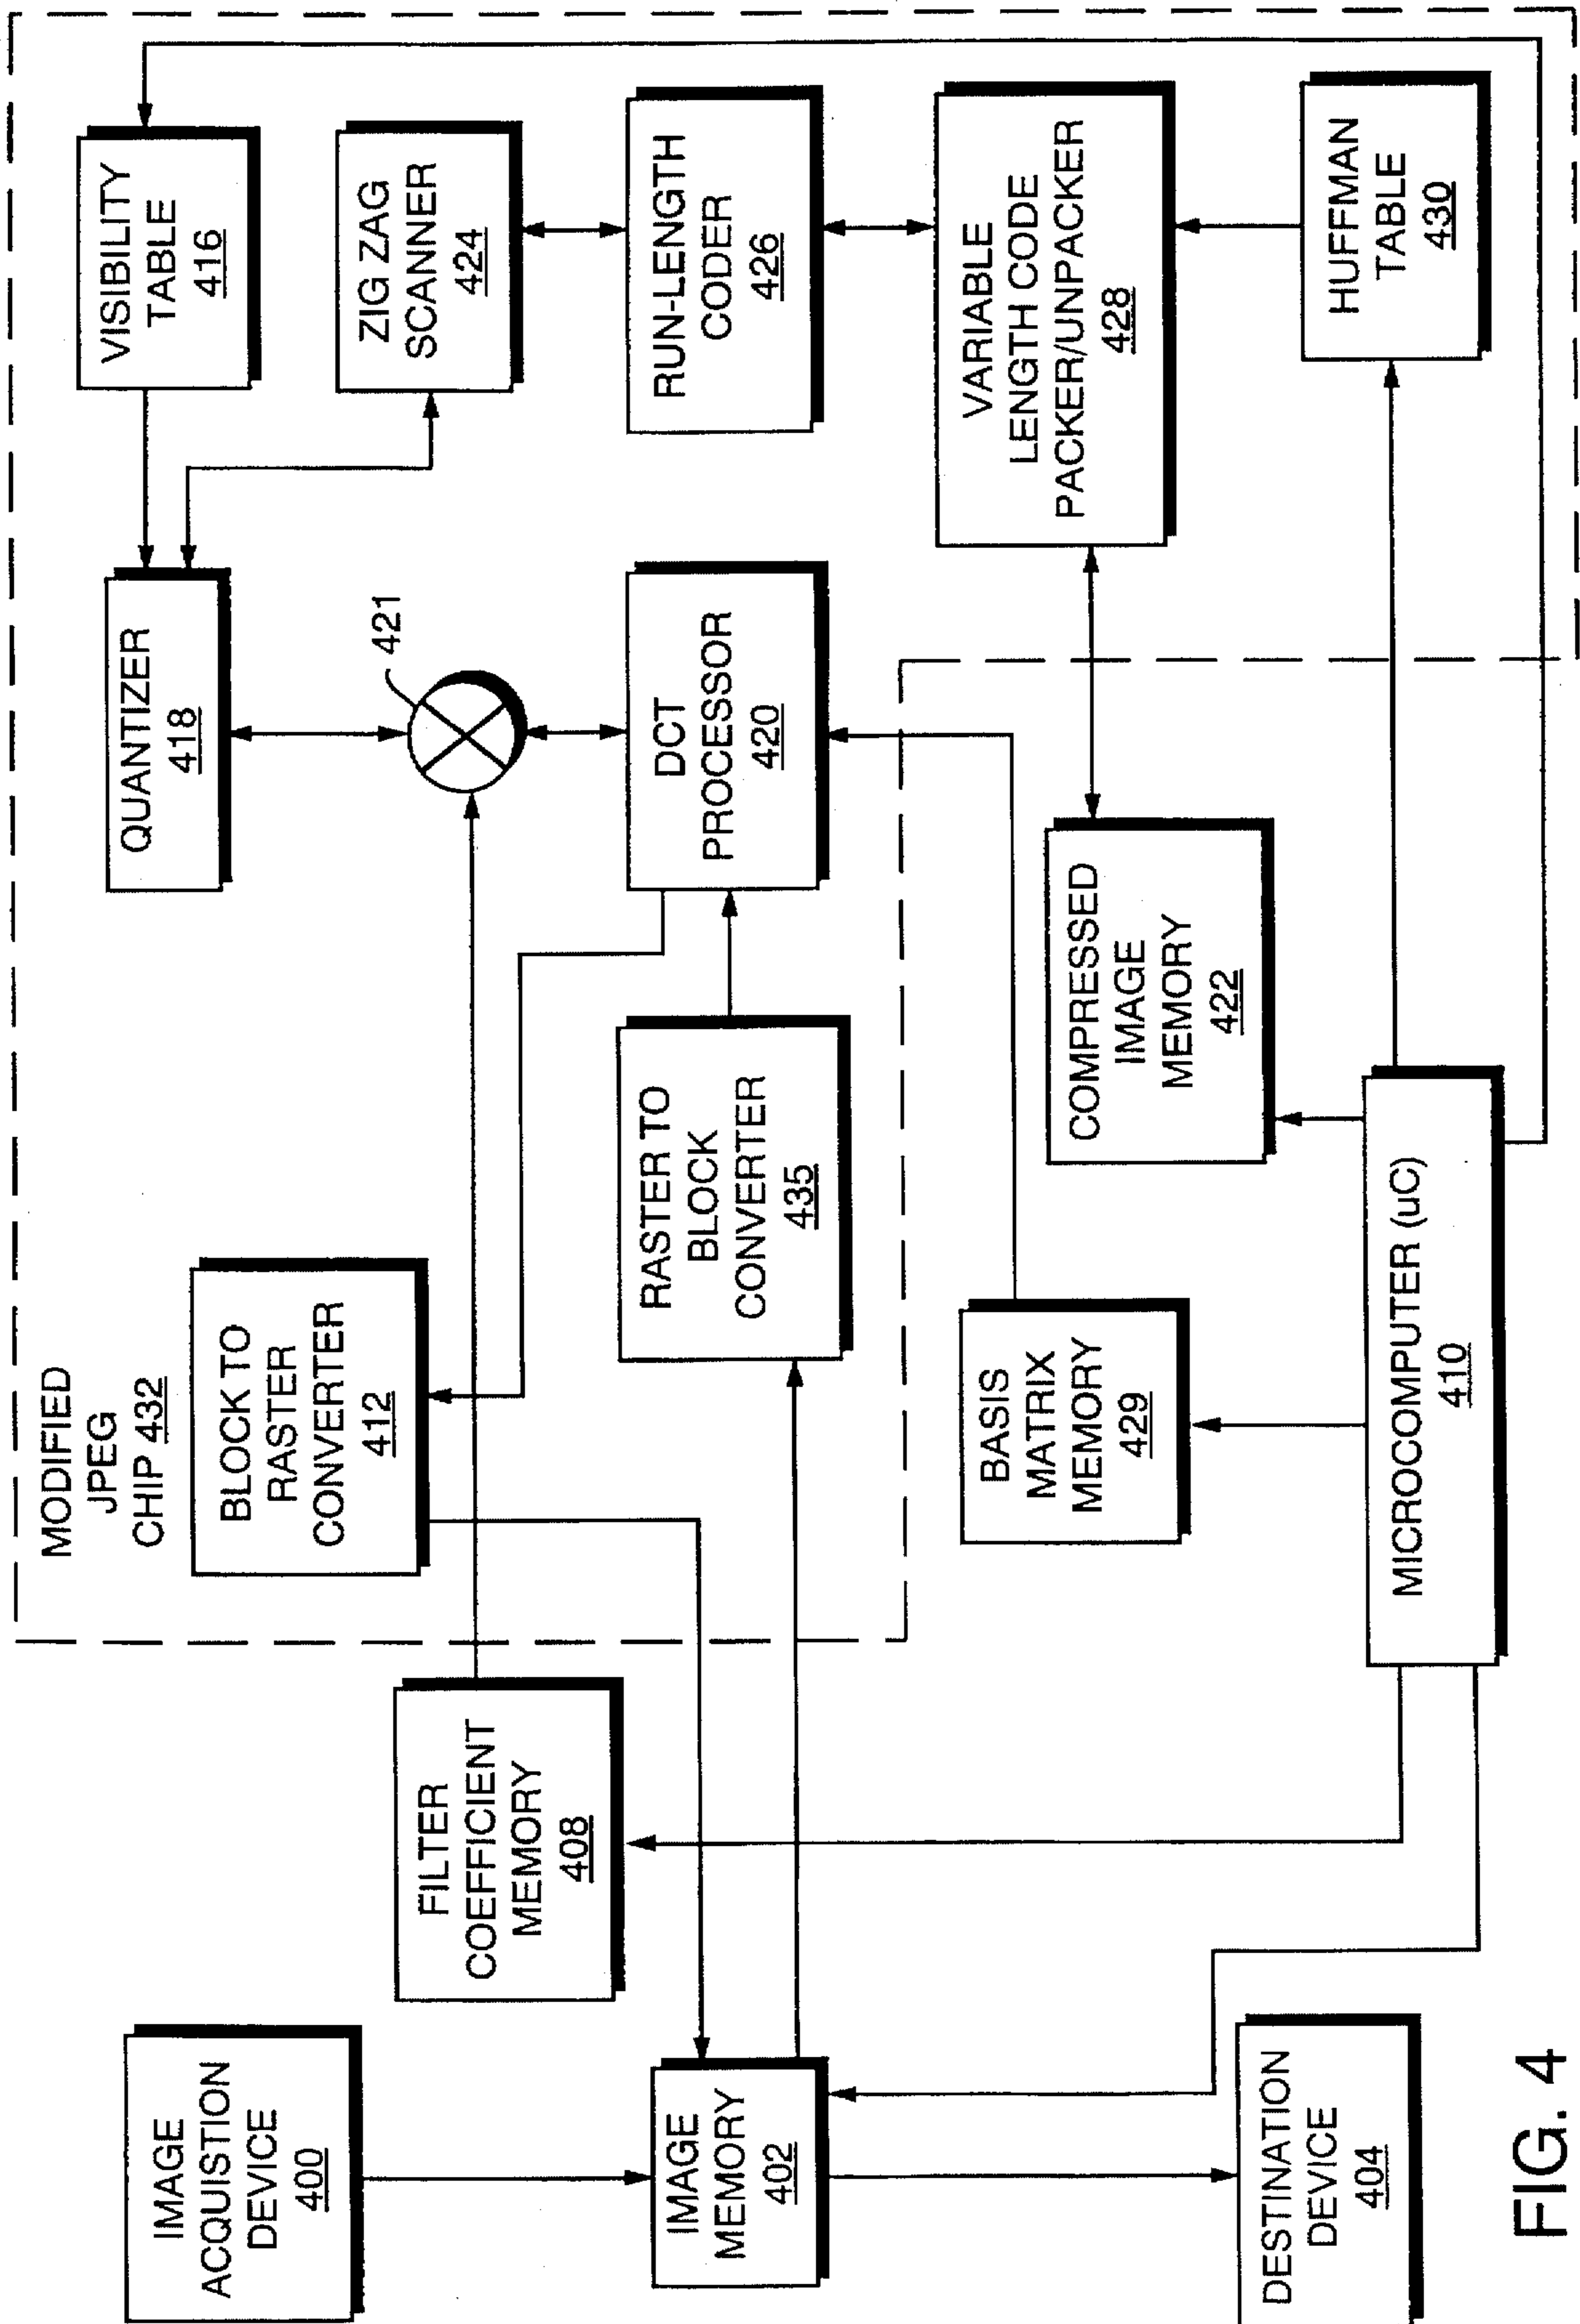 IMAGE
ACQUISTION
DEVICE
400
IMAGE
MEMORY
402
DESTINATION
DEVICE
404
FILTER
COEFFICIENT
MEMORY
408
MODIFIED
JPEG
CHIP 432
BLOCK TO
RASTER
CONVERTER
412
RASTER TO
BLOCK
CONVERTER
435
BASIS
MATRIX
MEMORY
429
MICROCOMPUTER (uC)
410
COMPRESSED
IMAGE
MEMORY
422
QUANTIZER
418
421
DCT
PROCESSOR
420
VISIBILITY
TABLE
416
ZIG ZAG
SCANNER
424
RUN-LENGTH
CODER
426
VARIABLE
LENGTH CODE
PACKER/UNPACKER
428
HUFFMAN
TABLE
430
FIG. 4